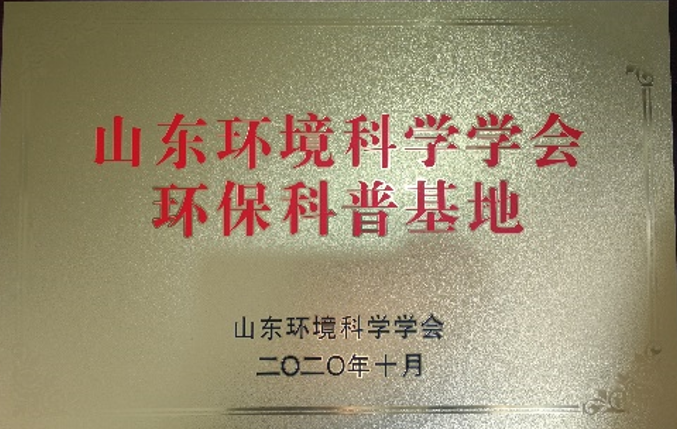 山东环境科学学会
环保科普基地
山东环境科学学会
二〇二〇年十月